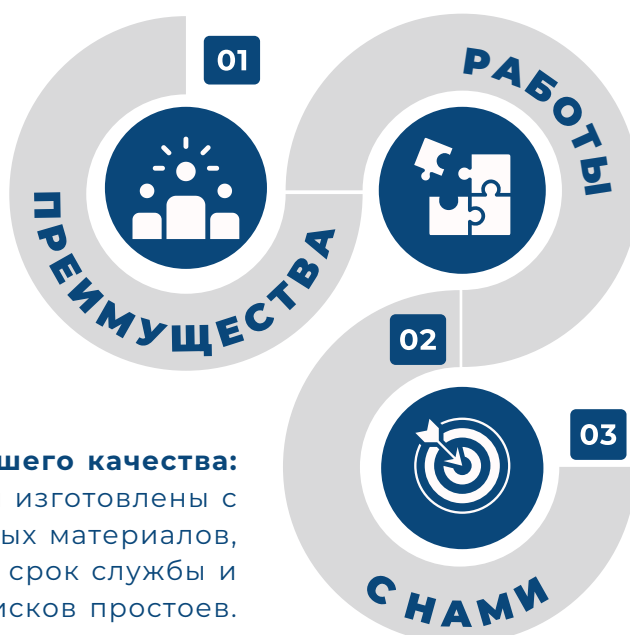 01
ПРЕИМУЩЕСТВА
РАБОТЫ
02
03
С НАМИ
шего качества:
изготовлены с
ых материалов,
срок службы и
исков простоев.